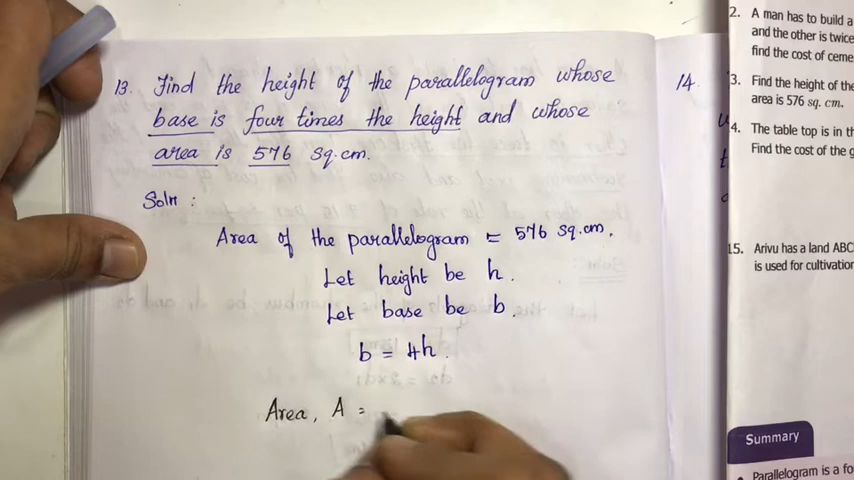 13. Find the height of the parallelogram whose
base is four times the height and whose
area is 576 sq.cm.
Soln :
Area of the parallelogram = 576 sq.cm.
Let height be h.
Let base be b.
b = 4h.
Area, A =
14.
2. A man has to build a
and the other is twice
find the cost of ceme
3. Find the height of the
area is 576 sq. cm.
4. The table top is in th
Find the cost of the g
15. Arivu has a land ABC
is used for cultivation
Summary
Parallelogram is a fo